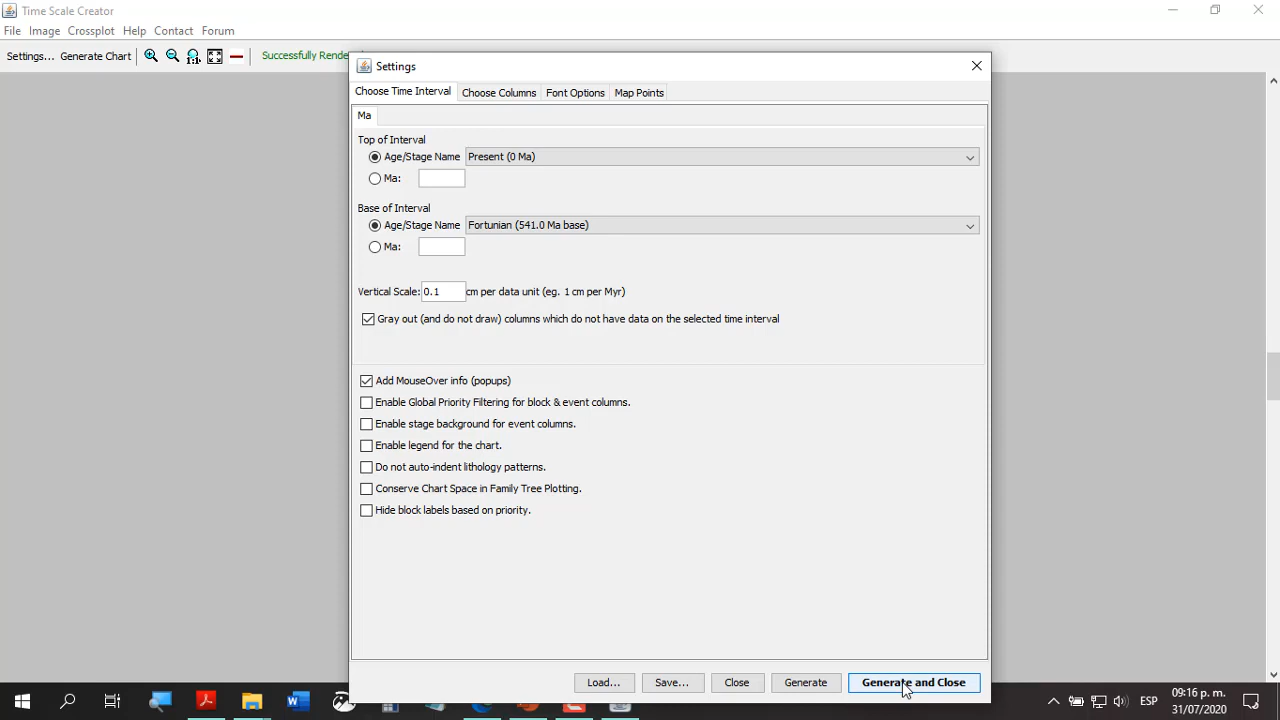 Time Scale Creator
File Image Crossplot Help Contact Forum
Settings... Generate Chart Successfully Rende
Settings
Choose Time Interval Choose Columns Font Options Map Points
Ma
Top of Interval
Age/Stage Name Present (0 Ma)
Ma:
Base of Interval
Age/Stage Name Fortunian (541.0 Ma base)
Ma:
Vertical Scale: 0.1 cm per data unit (eg. 1 cm per Myr)
Gray out (and do not draw) columns which do not have data on the selected time interval
Add MouseOver info (popups)
Enable Global Priority Filtering for block & event columns.
Enable stage background for event columns.
Enable legend for the chart.
Do not auto-indent lithology patterns.
Conserve Chart Space in Family Tree Plotting.
Hide block labels based on priority.
Load... Save... Close Generate Generate and Close
ESP 09:16 p. m.
31/07/2020